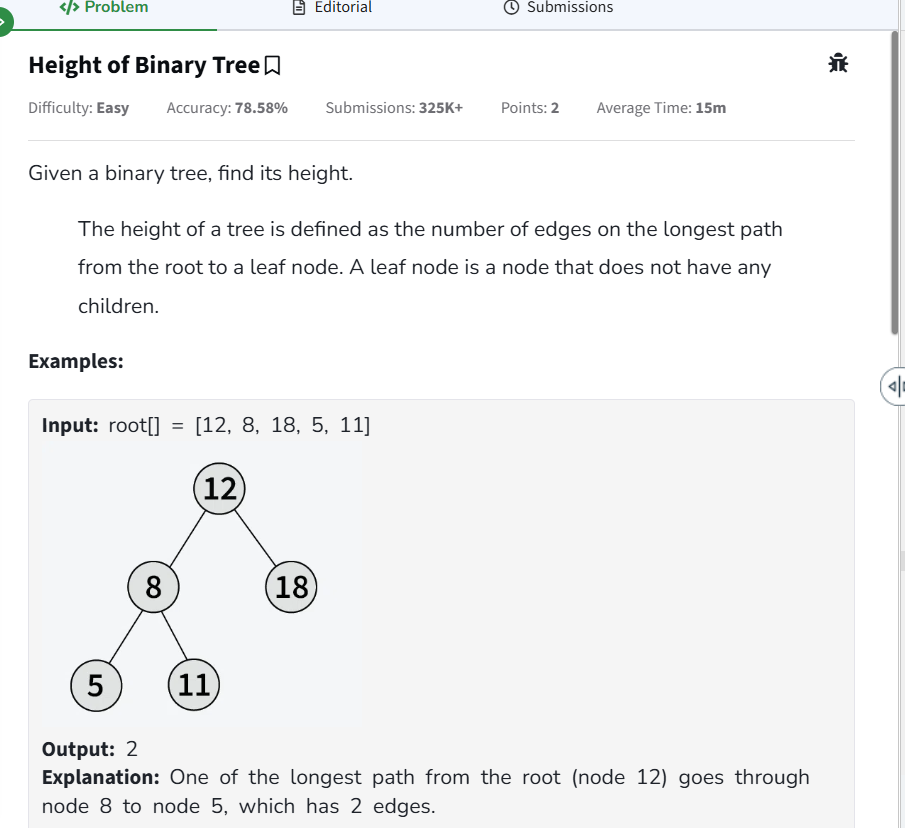 </> Problem Editorial Submissions
Height of Binary Tree
Difficulty: Easy Accuracy: 78.58% Submissions: 325K+ Points: 2 Average Time: 15m
Given a binary tree, find its height.
The height of a tree is defined as the number of edges on the longest path
from the root to a leaf node. A leaf node is a node that does not have any
children.
Examples:
Input: root[] = [12, 8, 18, 5, 11]
12
8 18
5 11
Output: 2
Explanation: One of the longest path from the root (node 12) goes through
node 8 to node 5, which has 2 edges.